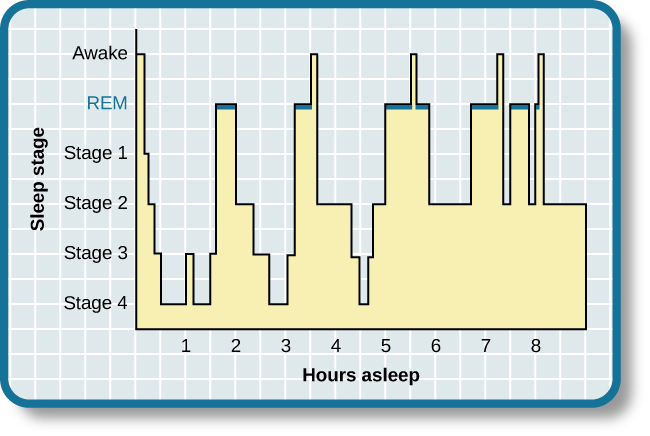 Awake
REM
Stage 1
Stage 2
Stage 3
Stage 4
Sleep stage
1 2 3 4 5 6 7 8
Hours asleep